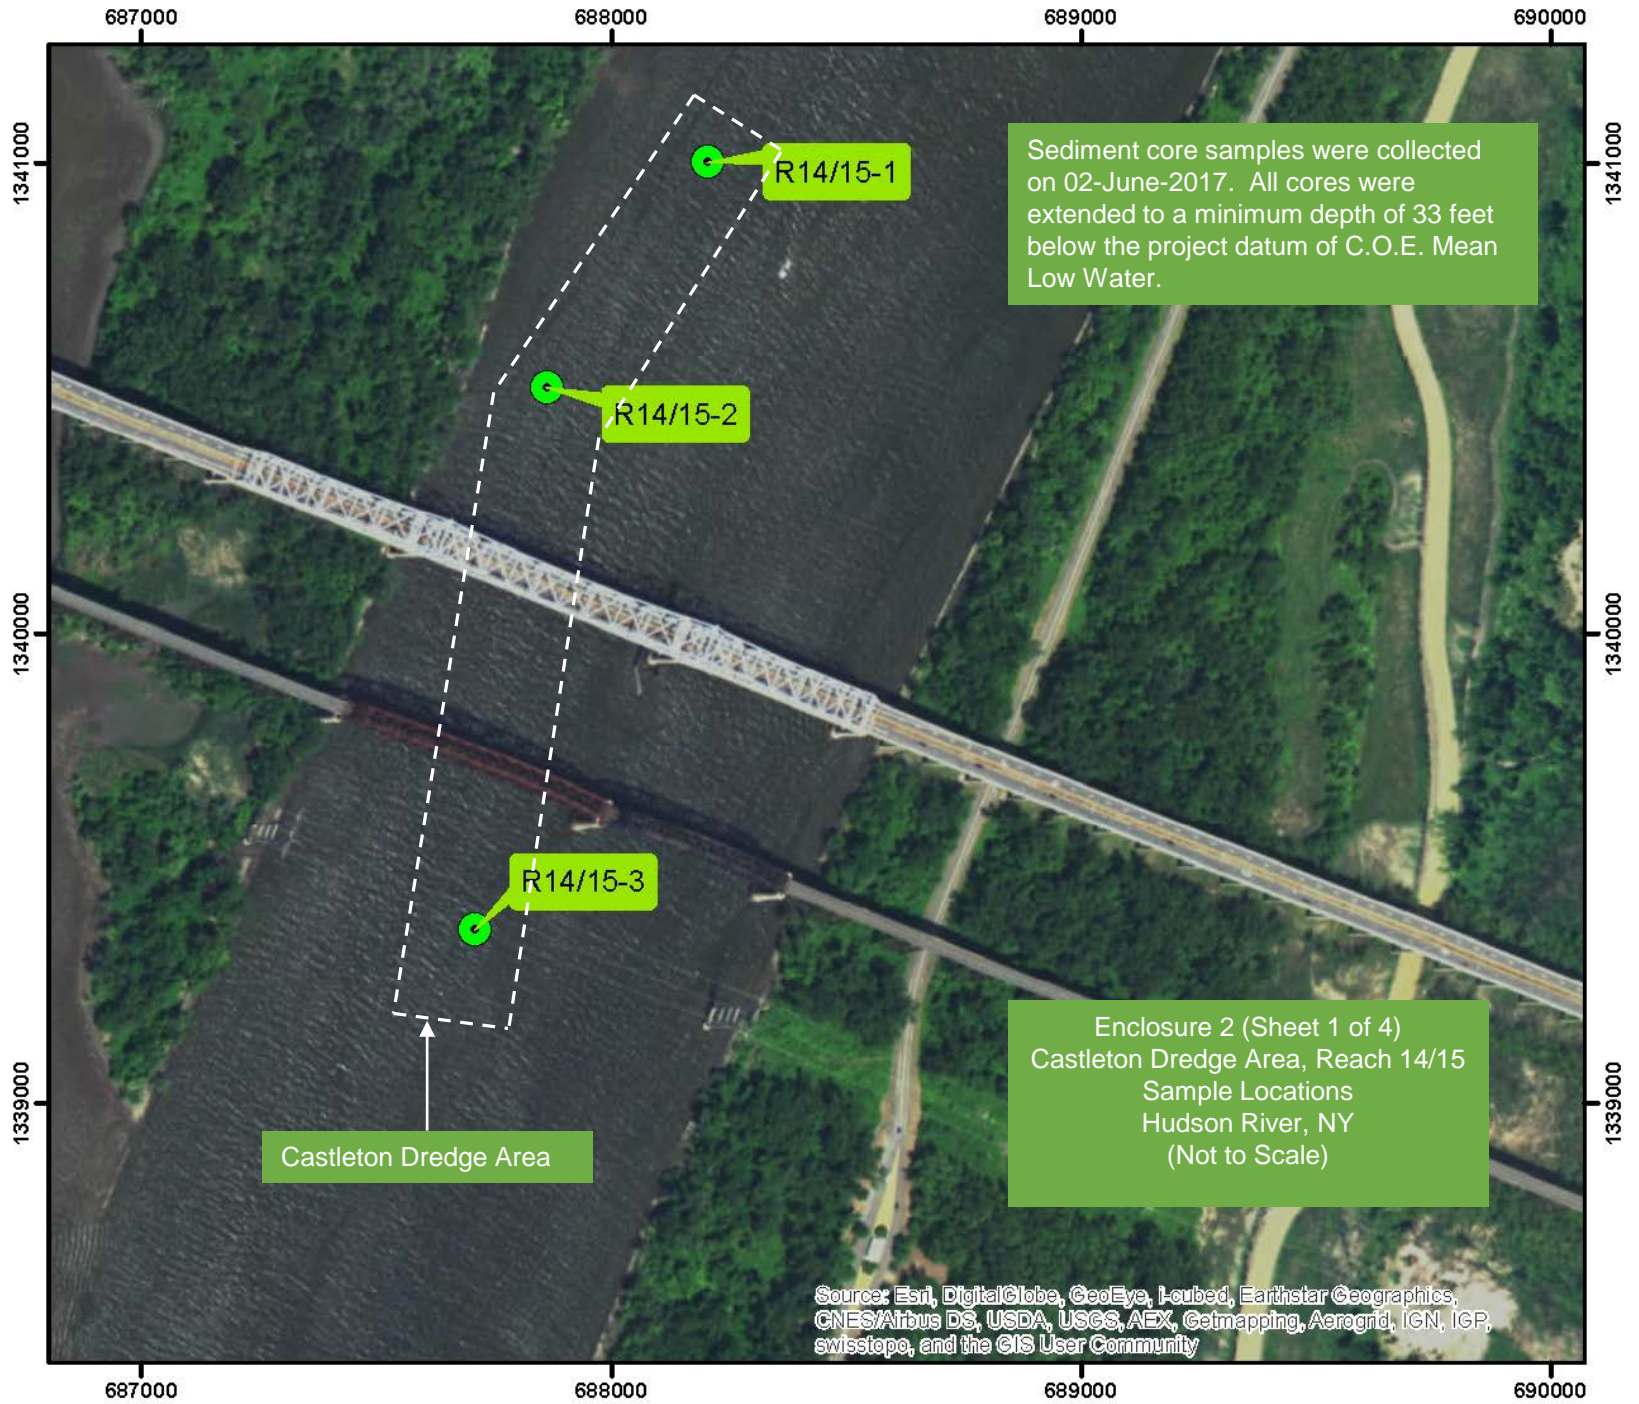 687000
688000
689000
690000
1341000
1341000
R14/15-1
Sediment core samples were collected
on 02-June-2017. All cores were
extended to a minimum depth of 33 feet
below the project datum of C.O.E. Mean
Low Water.
R14/15-2
1340000
1340000
R14/15-3
Enclosure 2 (Sheet 1 of 4)
Castleton Dredge Area, Reach 14/15
Sample Locations
Hudson River, NY
(Not to Scale)
1339000
1339000
Castleton Dredge Area
Source: Esri, DigitalGlobe, GeoEye, i-cubed, Earthstar Geographics,
CNES/Airbus DS, USDA, USGS, AEX, Getmapping, Aerogrid, IGN, IGP,
swisstopo, and the GIS User Community
687000
688000
689000
690000